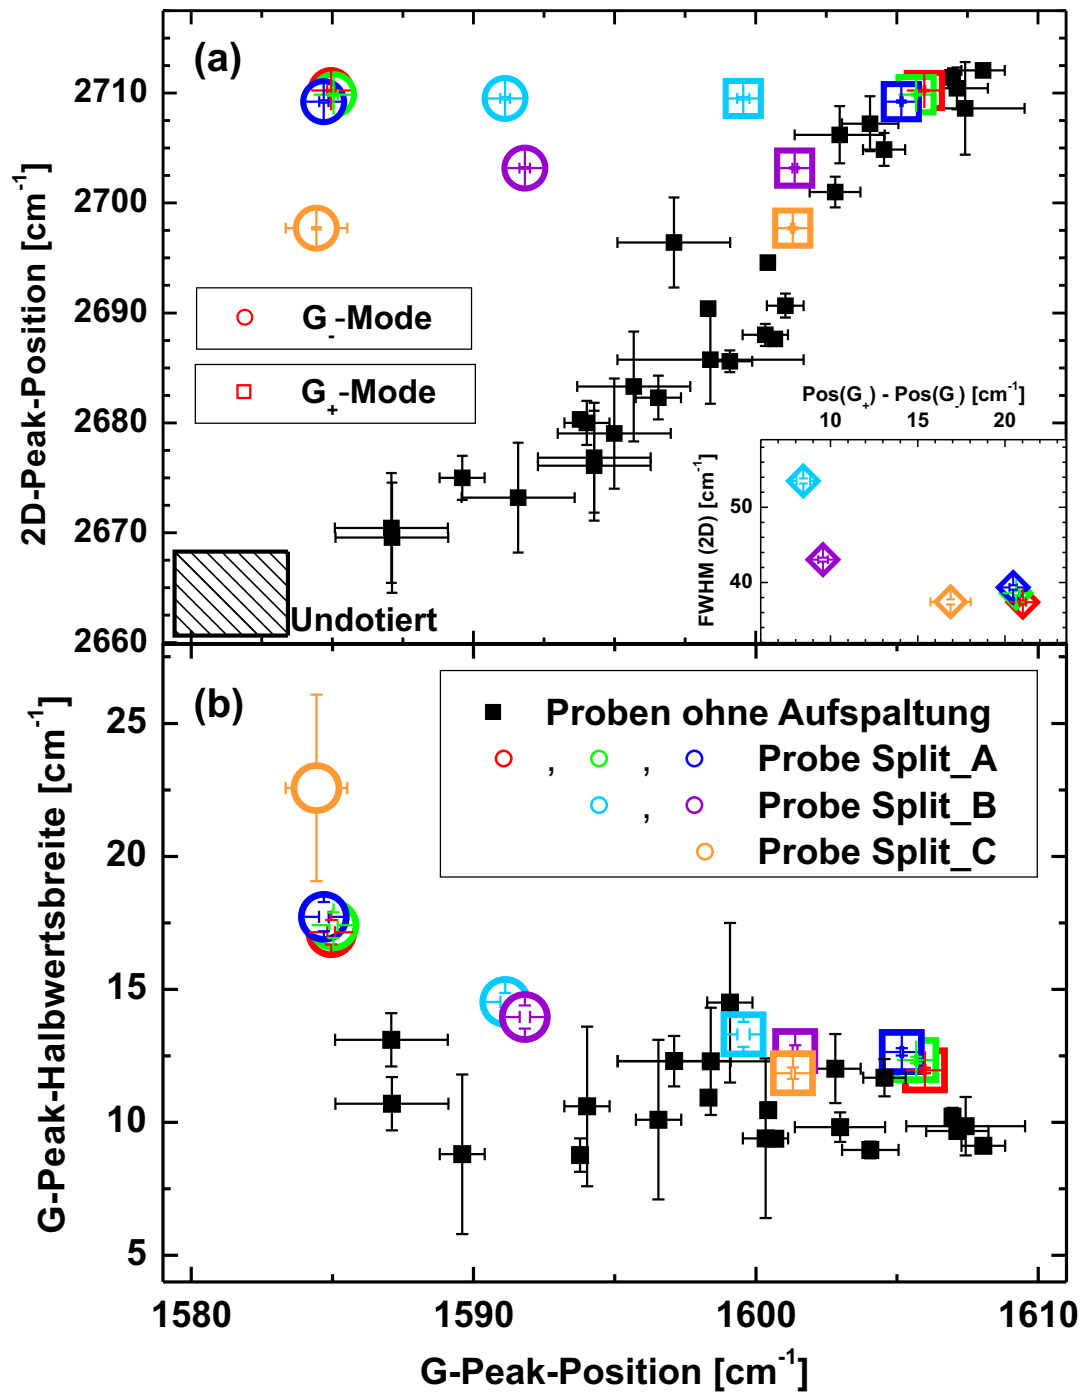 (a)
2D-Peak-Position [cm⁻¹]
2710
2700
2690
2680
2670
2660
G₋-Mode
G₊-Mode
Undotiert
Pos(G₊) - Pos(G₋) [cm⁻¹]
10 15 20
FWHM (2D) [cm⁻¹]
50
40
(b)
G-Peak-Halbwertsbreite [cm⁻¹]
25
20
15
10
5
Proben ohne Aufspaltung
, , Probe Split_A
, Probe Split_B
Probe Split_C
1580 1590 1600 1610
G-Peak-Position [cm⁻¹]